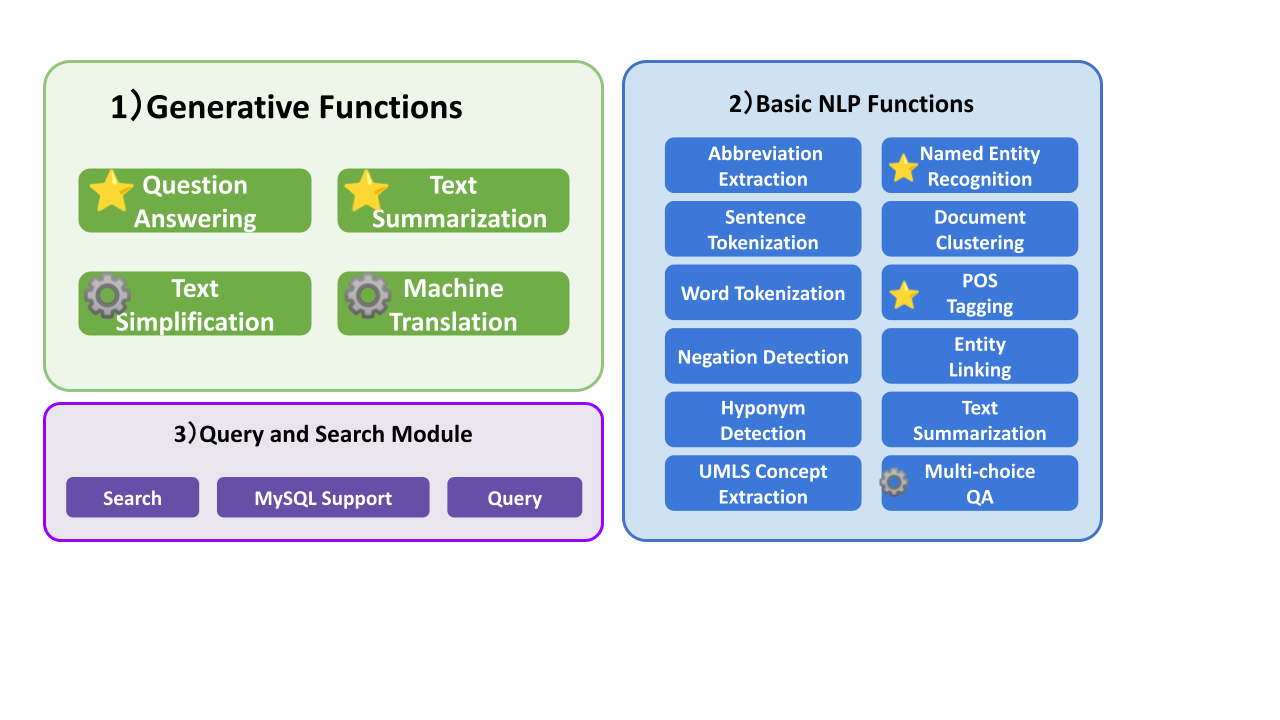 1）Generative Functions
Question
Answering
Text
Summarization
Text
Simplification
Machine
Translation
2）Basic NLP Functions
Abbreviation
Extraction
Named Entity
Recognition
Sentence
Tokenization
Document
Clustering
Word Tokenization
POS
Tagging
Negation Detection
Entity
Linking
Hyponym
Detection
Text
Summarization
UMLS Concept
Extraction
Multi-choice
QA
3）Query and Search Module
Search
MySQL Support
Query